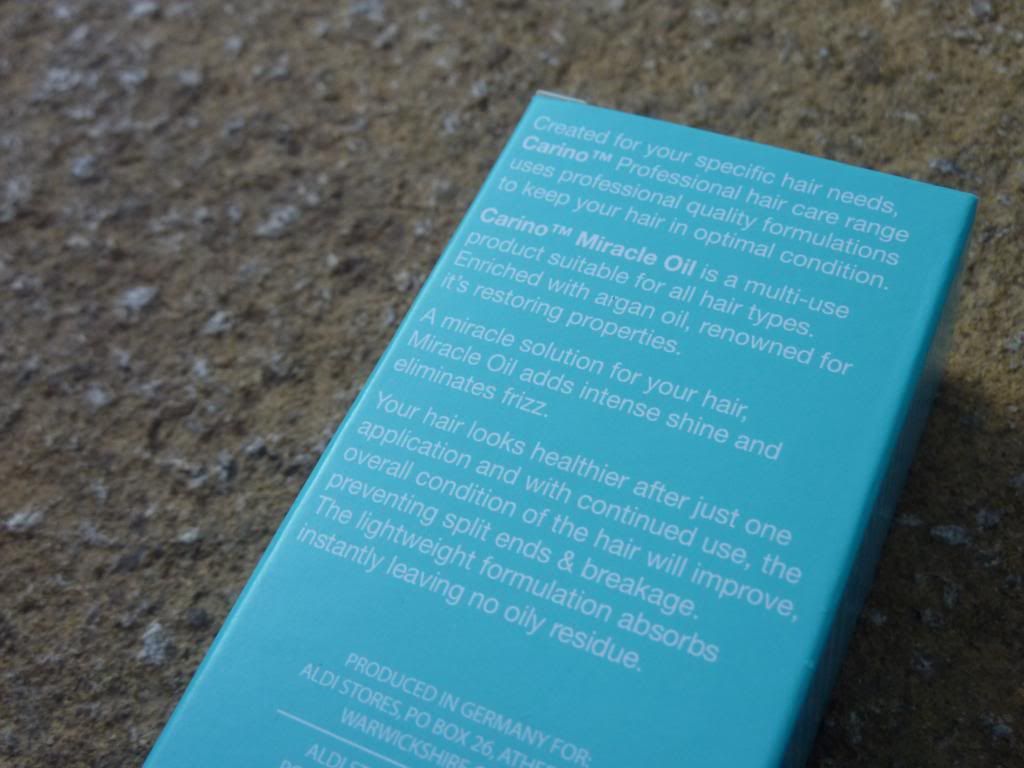 Created for your specific hair needs,
Carino™ Professional hair care range
uses professional quality formulations
to keep your hair in optimal condition.
Carino™ Miracle Oil is a multi-use
product suitable for all hair types.
Enriched with argan oil, renowned for
it's restoring properties.
A miracle solution for your hair,
Miracle Oil adds intense shine and
eliminates frizz.
Your hair looks healthier after just one
application and with continued use, the
overall condition of the hair will improve,
preventing split ends & breakage.
The lightweight formulation absorbs
instantly leaving no oily residue.
PRODUCED IN GERMANY FOR:
ALDI STORES, PO BOX 26,
WARWICKSHIRE
ALDI